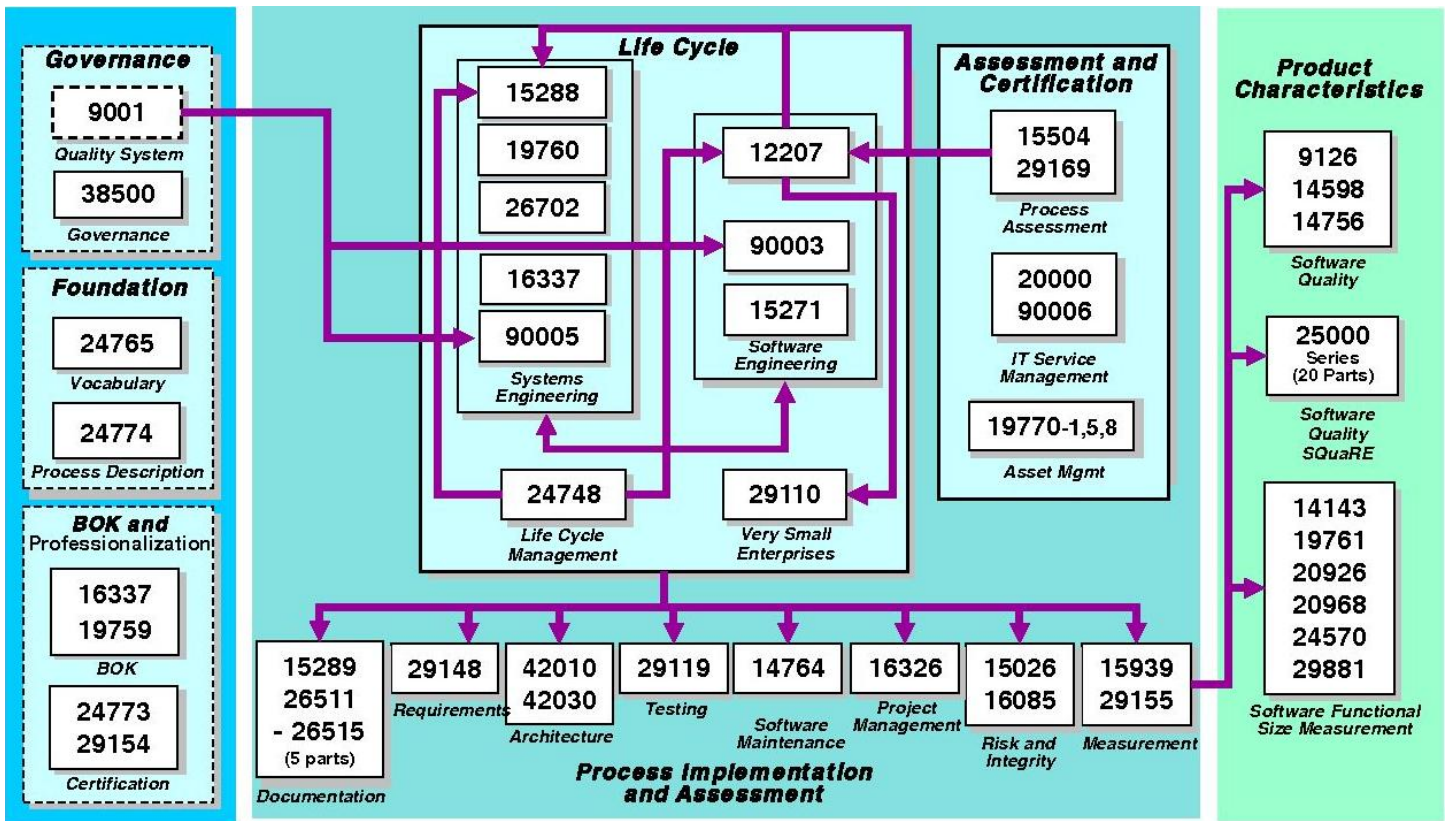 Governance
9001
Quality System
38500
Governance
Foundation
24765
Vocabulary
24774
Process Description
BOK and
Professionalization
16337
19759
BOK
24773
29154
Certification
Life Cycle
15288
19760
26702
16337
90005
Systems
Engineering
12207
90003
15271
Software
Engineering
24748
Life Cycle
Management
29110
Very Small
Enterprises
Assessment and
Certification
15504
29169
Process
Assessment
20000
90006
IT Service
Management
19770-1,5,8
Asset Mgmt
15289
26511
- 26515
(5 parts)
Documentation
29148
Requirements
42010
42030
Architecture
29119
Testing
14764
Software
Maintenance
16326
Project
Management
15026
16085
Risk and
Integrity
15939
29155
Measurement
Process Implementation
and Assessment
Product
Characteristics
9126
14598
14756
Software
Quality
25000
Series
(20 Parts)
Software
Quality
SQuaRE
14143
19761
20926
20968
24570
29881
Software Functional
Size Measurement